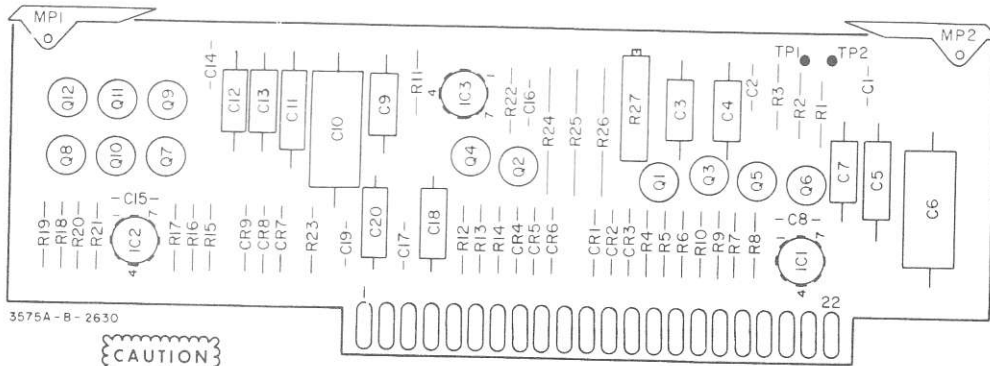 MP1
MP2
TP1
TP2
C14
C12
C13
C11
C10
C9
R11
4
IC3
1
7
R22
C16
R24
R25
R26
R27
C3
C4
C2
R3
R2
R1
C1
Q12
Q11
Q9
Q8
Q10
Q7
Q4
Q2
Q1
Q3
Q5
Q6
C7
C5
C6
R19
R18
R20
R21
C15
1
7
IC2
4
R17
R16
R15
CR9
CR8
CR7
R23
C19
C20
C17
C18
R12
R13
R14
CR4
CR5
CR6
CR1
CR2
CR3
R4
R5
R6
R10
R9
R7
R8
C8
1
7
IC1
4
1
22
3575A-B-2630
CAUTION